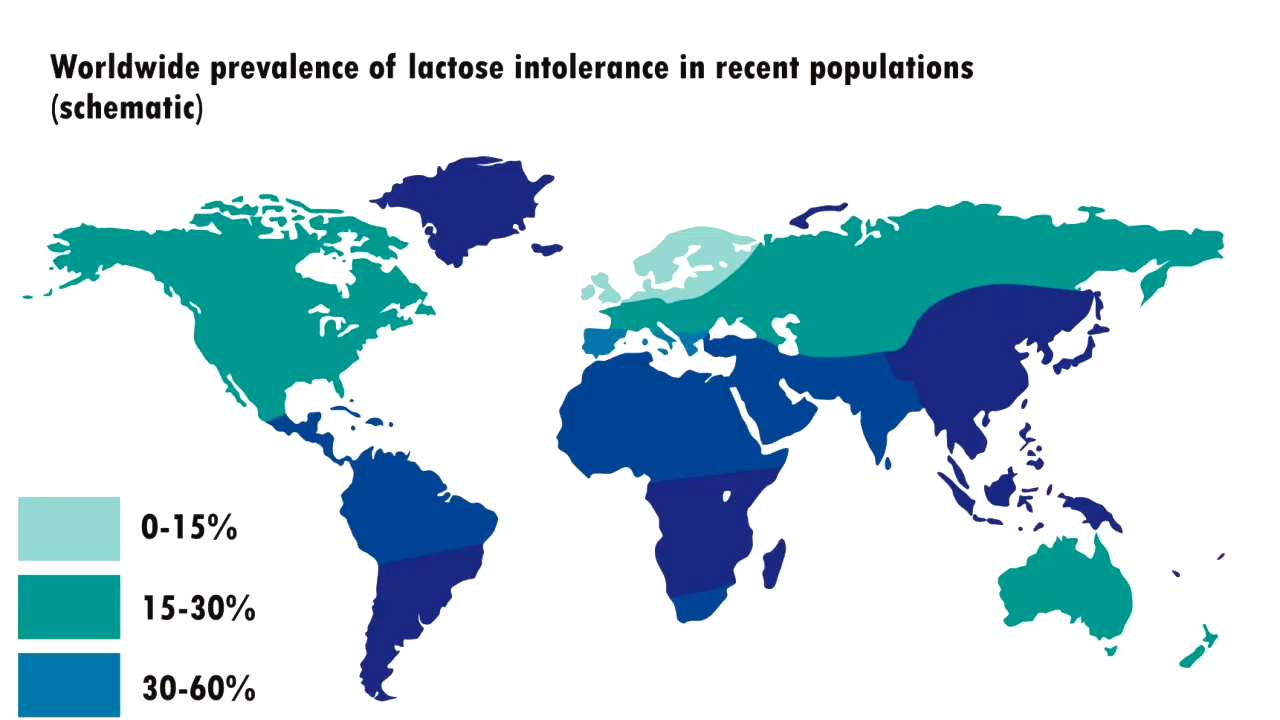 Worldwide prevalence of lactose intolerance in recent populations
(schematic)
0-15%
15-30%
30-60%